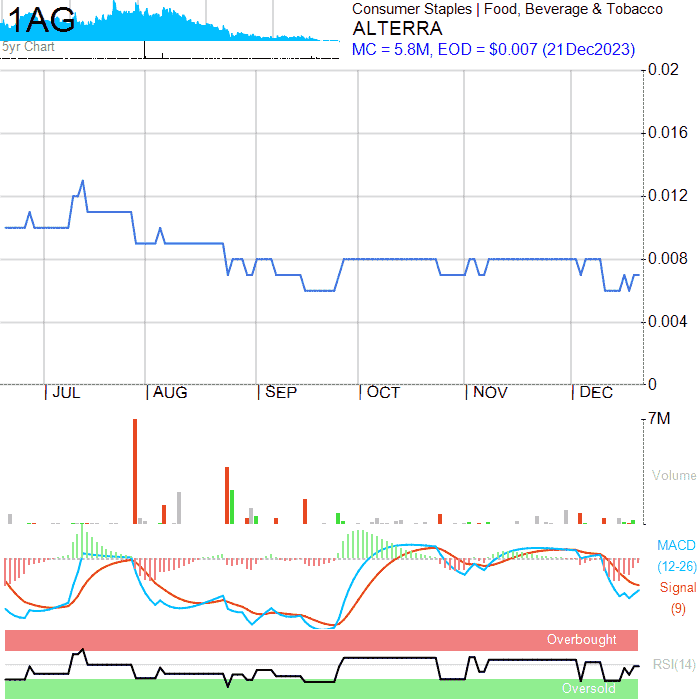 1AG
5yr Chart
Consumer Staples | Food, Beverage & Tobacco
ALTERRA
MC = 5.8M, EOD = $0.007 (21Dec2023)
0.02
0.016
0.012
0.008
0.004
0
JUL AUG SEP OCT NOV DEC
7M
Volume
MACD
(12-26)
Signal
(9)
Overbought
RSI(14)
Oversold